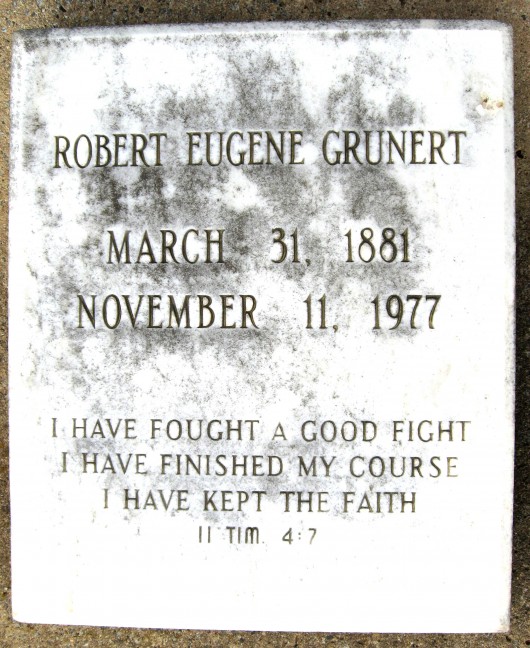 ROBERT EUGENE GRUNERT
MARCH 31, 1881
NOVEMBER 11, 1977
I HAVE FOUGHT A GOOD FIGHT
I HAVE FINISHED MY COURSE
I HAVE KEPT THE FAITH
II TIM. 4:7